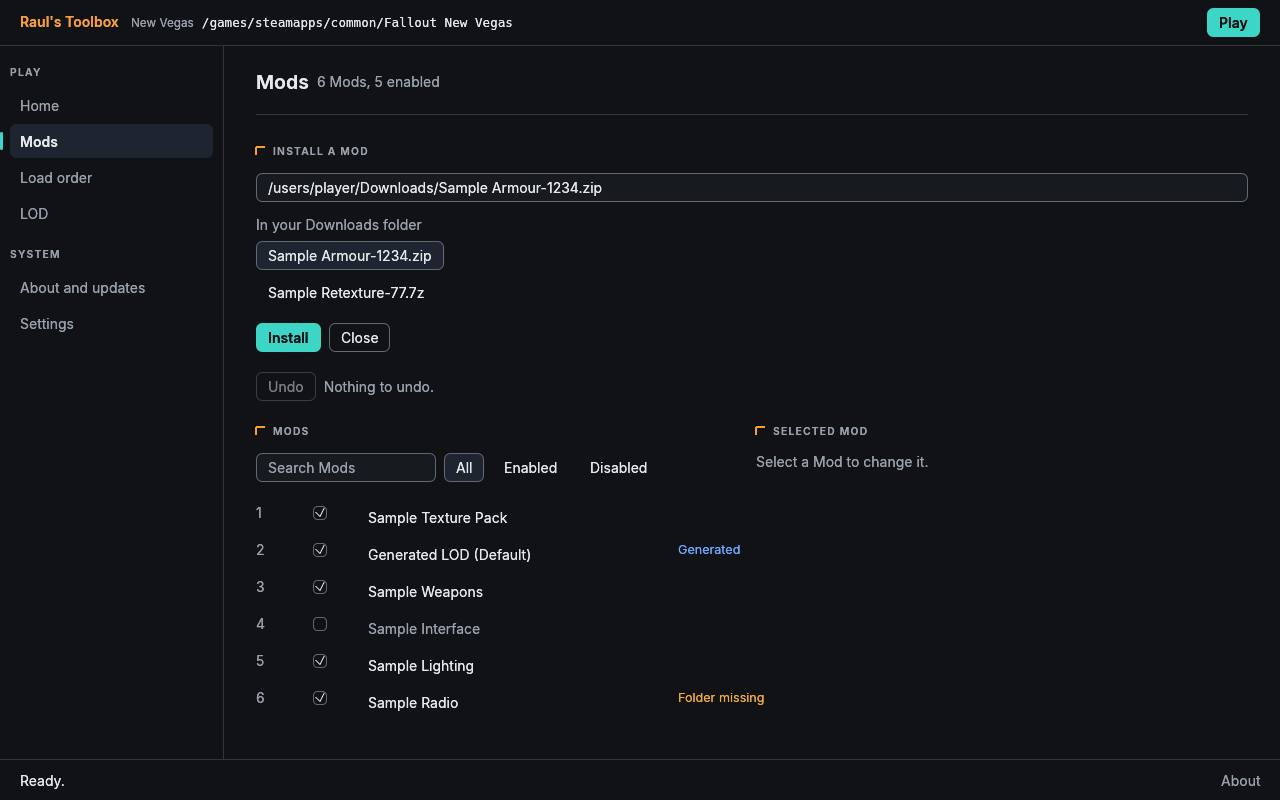 Raul's Toolbox New Vegas /games/steamapps/common/Fallout New Vegas Play
PLAY
Home
Mods
Load order
LOD
SYSTEM
About and updates
Settings
Mods 6 Mods, 5 enabled
INSTALL A MOD
/users/player/Downloads/Sample Armour-1234.zip
In your Downloads folder
Sample Armour-1234.zip
Sample Retexture-77.7z
Install Close
Undo Nothing to undo.
MODS
Search Mods All Enabled Disabled
1 Sample Texture Pack
2 Generated LOD (Default) Generated
3 Sample Weapons
4 Sample Interface
5 Sample Lighting
6 Sample Radio Folder missing
SELECTED MOD
Select a Mod to change it.
Ready. About